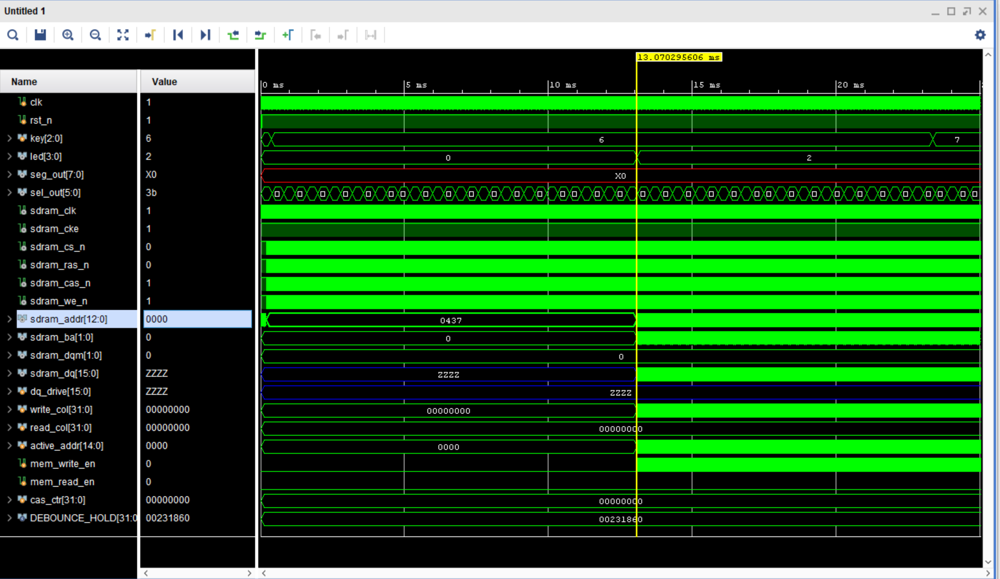 Untitled 1
13.070295606 ms
Name Value 0 ms 5 ms 10 ms 15 ms 20 ms
clk 1
rst_n 1
key[2:0] 6 6 7
led[3:0] 2 0 2
seg_out[7:0] X0 X0
sel_out[5:0] 3b
sdram_clk 1
sdram_cke 1
sdram_cs_n 0
sdram_ras_n 0
sdram_cas_n 1
sdram_we_n 1
sdram_addr[12:0] 0000 0437
sdram_ba[1:0] 0 0
sdram_dqm[1:0] 0 0
sdram_dq[15:0] ZZZZ ZZZZ
dq_drive[15:0] ZZZZ ZZZZ
write_col[31:0] 00000000 00000000
read_col[31:0] 00000000 00000000
active_addr[14:0] 0000 0000
mem_write_en 0
mem_read_en 0
cas_ctr[31:0] 00000000 00000000
DEBOUNCE_HOLD[31:0 00231860 00231860